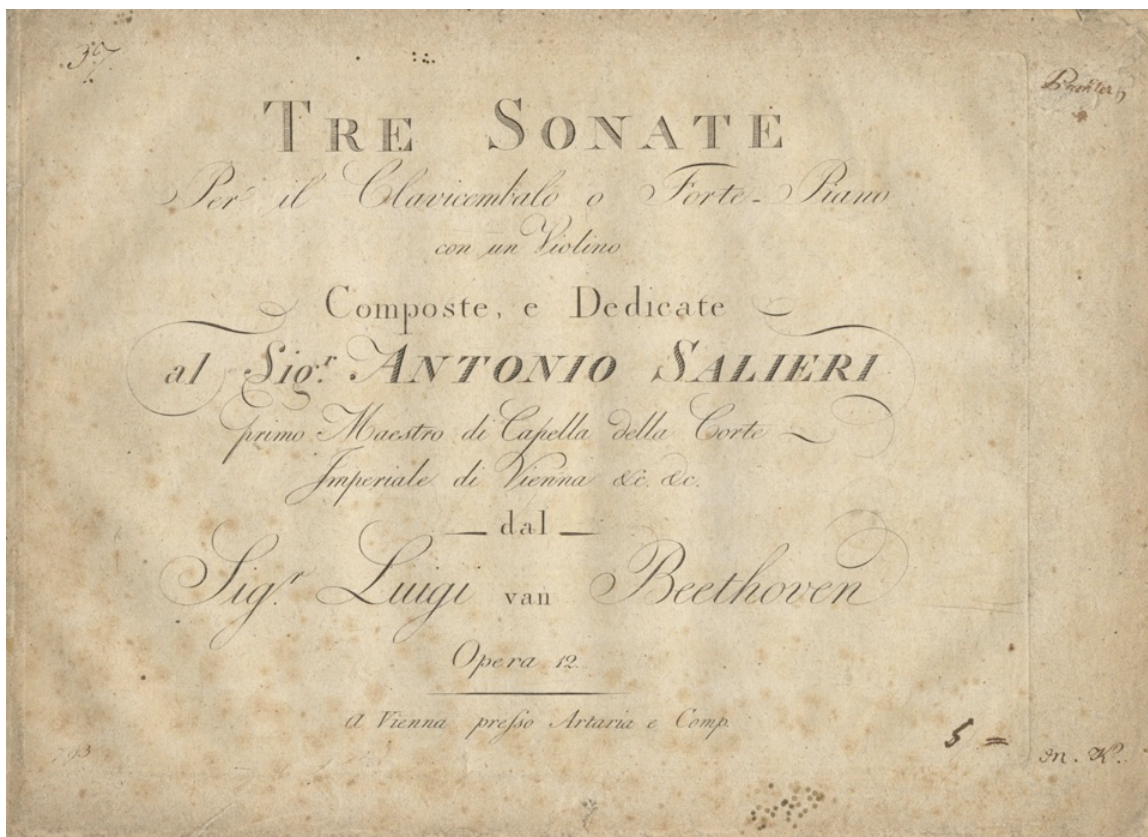 TRE SONATE
Per il Clavicembalo o Forte-Piano
con un Violino
Composte, e Dedicate
al Sig.r ANTONIO SALIERI
primo Maestro di Capella della Corte
Imperiale di Vienna &c. &c.
dal
Sig.r Luigi van Beethoven
Opera 12.
a Vienna presso Artaria e Comp.
793
5 =